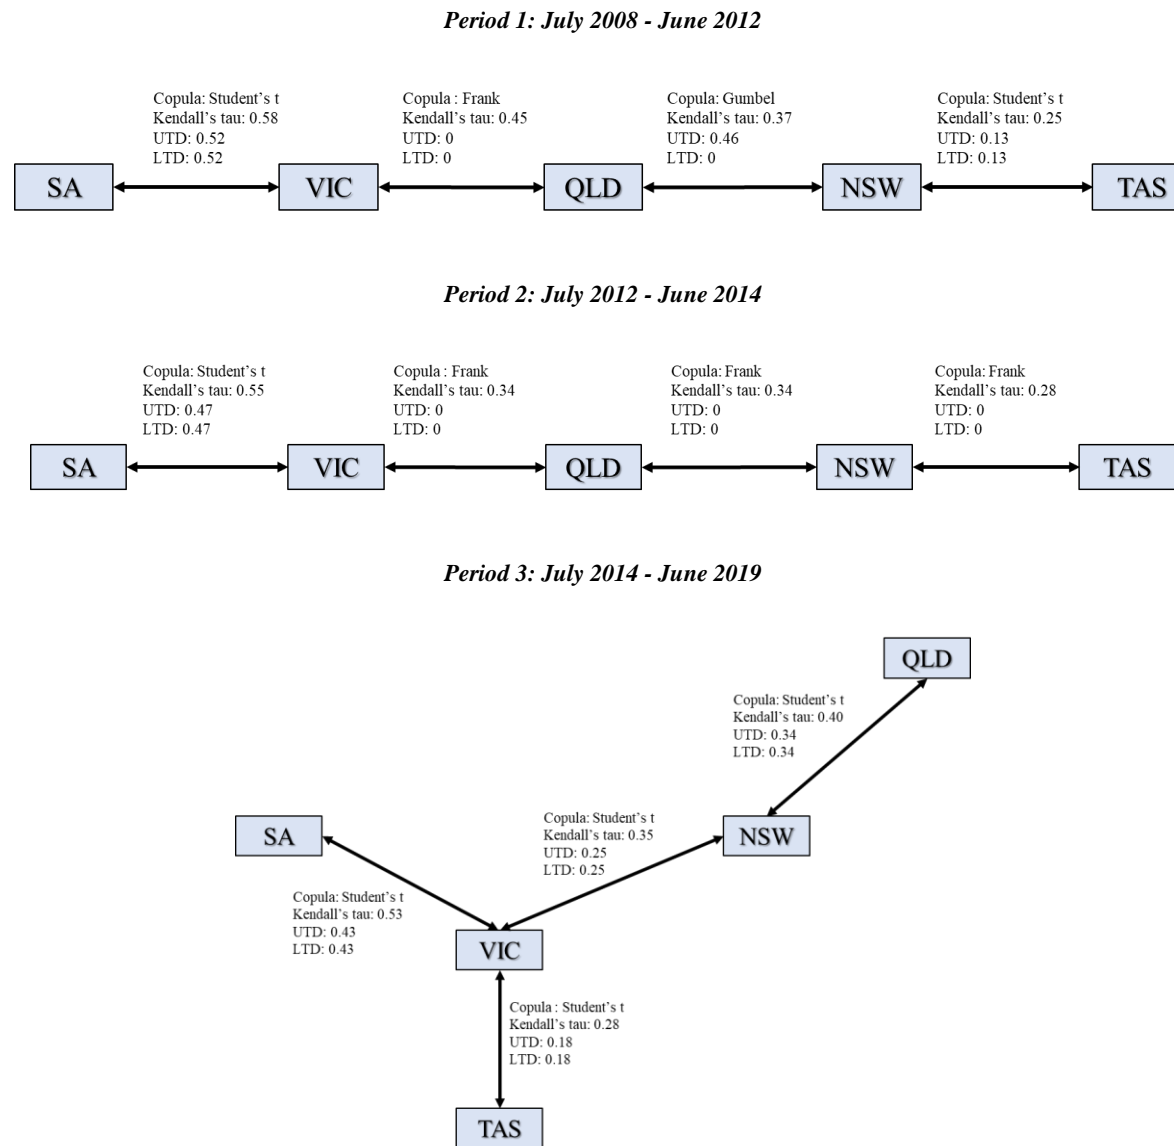 Period 1: July 2008 - June 2012
Copula: Student’s t
Kendall’s tau: 0.58
UTD: 0.52
LTD: 0.52
Copula : Frank
Kendall’s tau: 0.45
UTD: 0
LTD: 0
Copula: Gumbel
Kendall’s tau: 0.37
UTD: 0.46
LTD: 0
Copula: Student’s t
Kendall’s tau: 0.25
UTD: 0.13
LTD: 0.13
SA
VIC
QLD
NSW
TAS
Period 2: July 2012 - June 2014
Copula: Student’s t
Kendall’s tau: 0.55
UTD: 0.47
LTD: 0.47
Copula : Frank
Kendall’s tau: 0.34
UTD: 0
LTD: 0
Copula: Frank
Kendall’s tau: 0.34
UTD: 0
LTD: 0
Copula: Frank
Kendall’s tau: 0.28
UTD: 0
LTD: 0
SA
VIC
QLD
NSW
TAS
Period 3: July 2014 - June 2019
QLD
Copula: Student’s t
Kendall’s tau: 0.40
UTD: 0.34
LTD: 0.34
SA
Copula: Student’s t
Kendall’s tau: 0.35
UTD: 0.25
LTD: 0.25
NSW
Copula: Student’s t
Kendall’s tau: 0.53
UTD: 0.43
LTD: 0.43
VIC
Copula : Student’s t
Kendall’s tau: 0.28
UTD: 0.18
LTD: 0.18
TAS